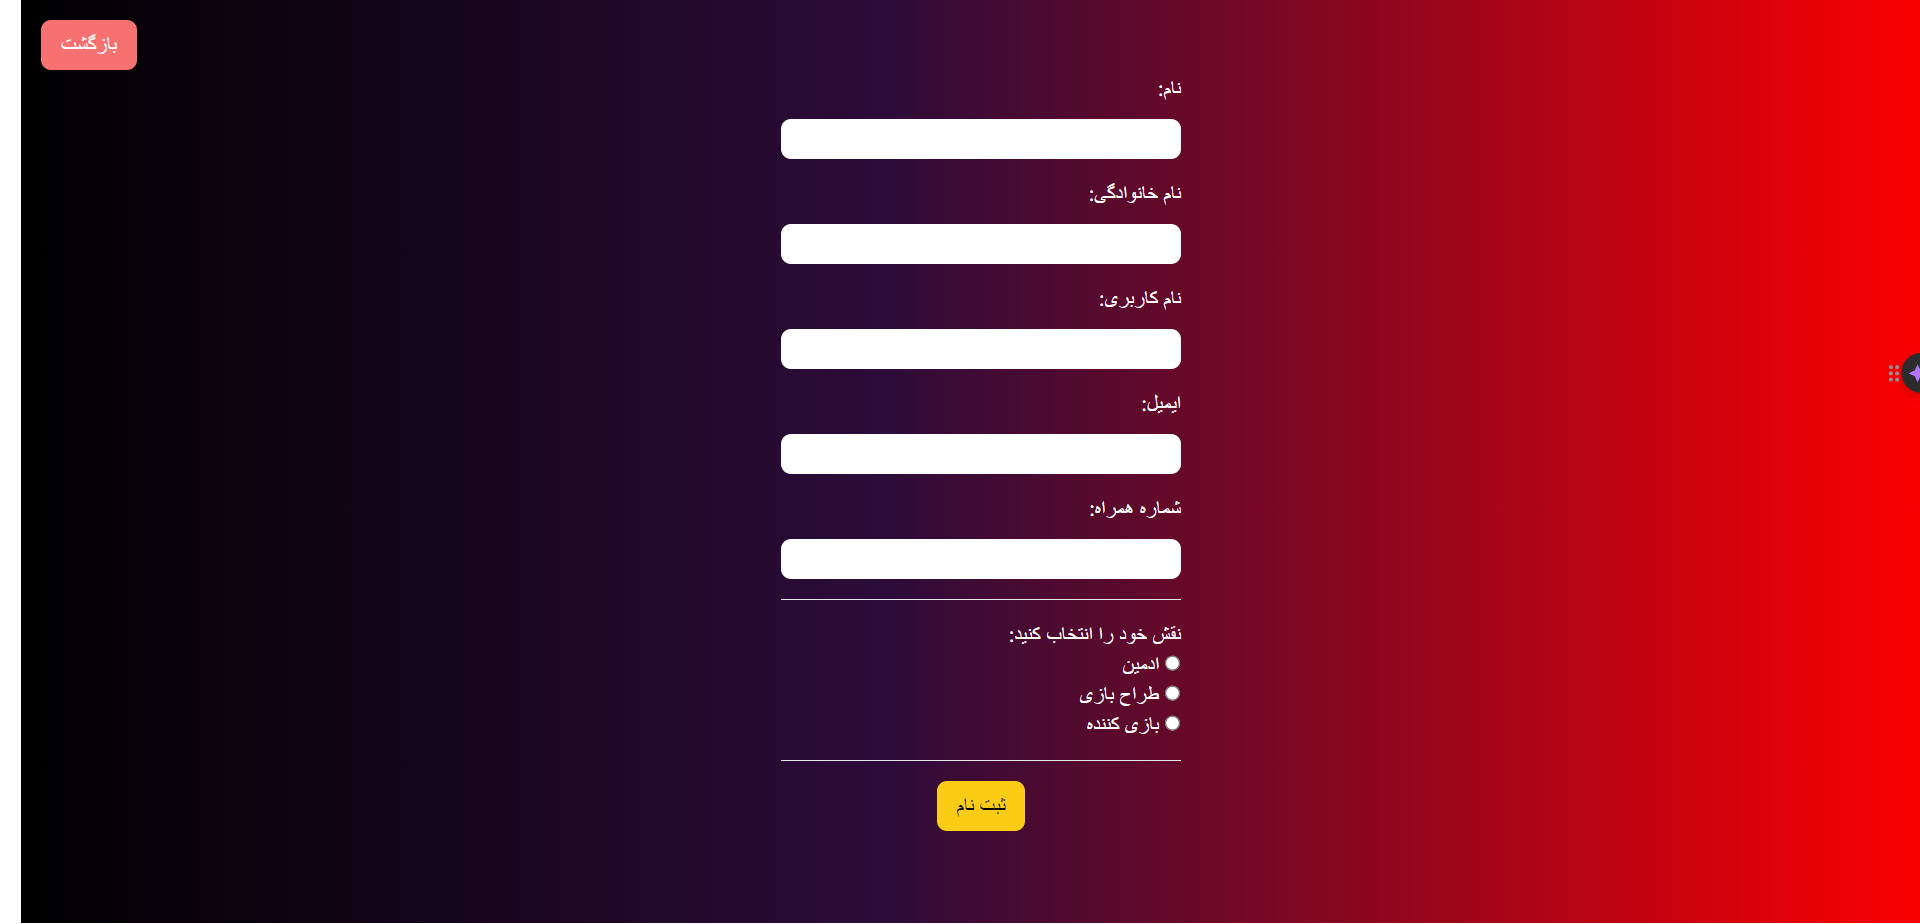 بازگشت
نام:
نام خانوادگی:
نام کاربری:
ایمیل:
شماره همراه:
نقش خود را انتخاب کنید:
ادمین
طراح بازی
بازی کننده
ثبت نام